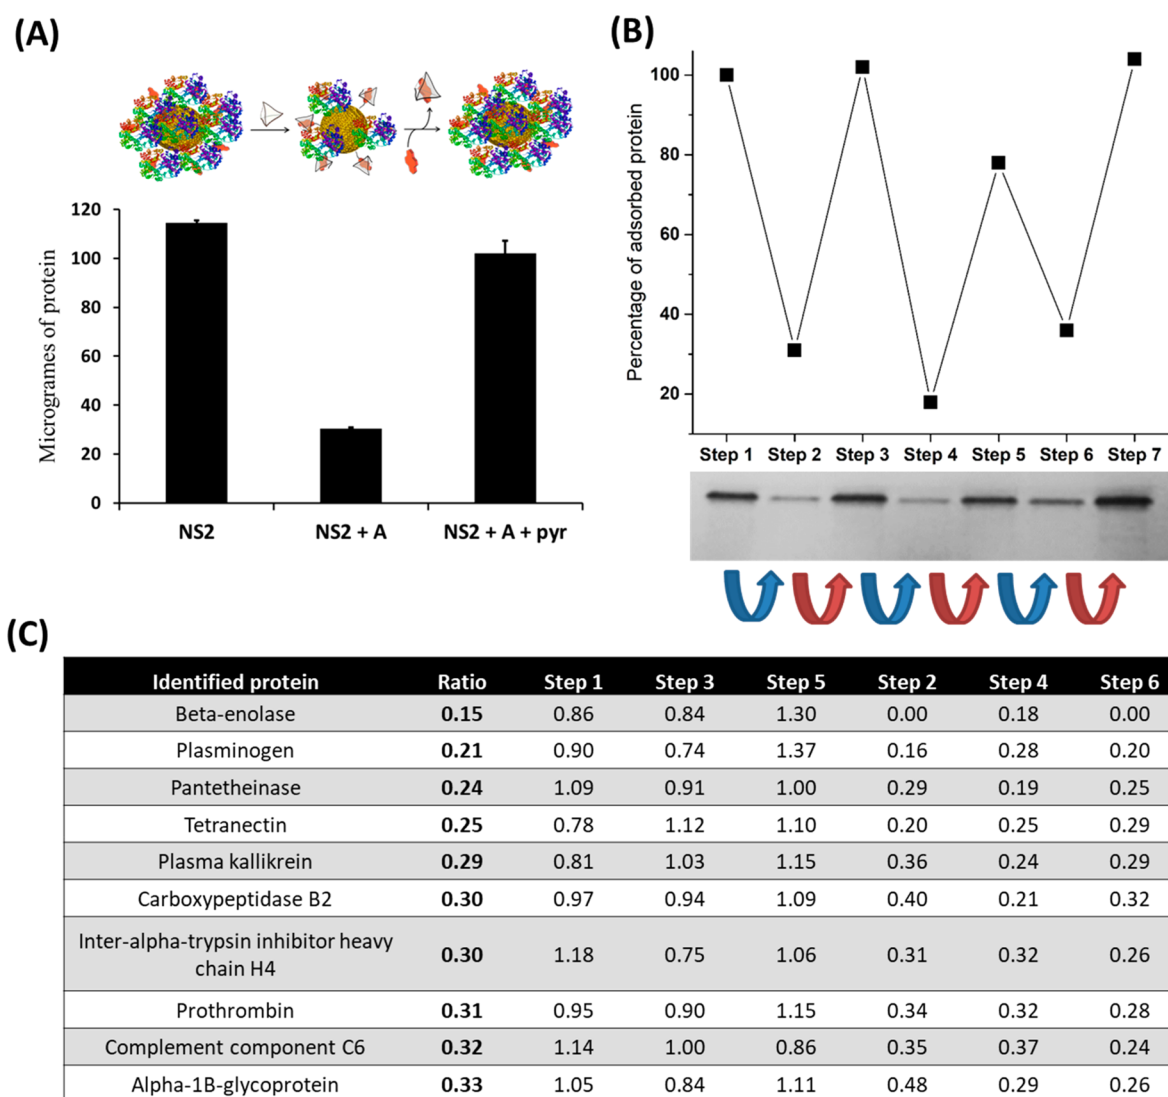 (A)
Microgrames of protein
120
100
80
60
40
20
0
NS2
NS2 + A
NS2 + A + pyr
(B)
Percentage of adsorbed protein
100
80
60
40
20
Step 1 Step 2 Step 3 Step 4 Step 5 Step 6 Step 7
(C)
Identified protein Ratio Step 1 Step 3 Step 5 Step 2 Step 4 Step 6
Beta-enolase 0.15 0.86 0.84 1.30 0.00 0.18 0.00
Plasminogen 0.21 0.90 0.74 1.37 0.16 0.28 0.20
Pantetheinase 0.24 1.09 0.91 1.00 0.29 0.19 0.25
Tetranectin 0.25 0.78 1.12 1.10 0.20 0.25 0.29
Plasma kallikrein 0.29 0.81 1.03 1.15 0.36 0.24 0.29
Carboxypeptidase B2 0.30 0.97 0.94 1.09 0.40 0.21 0.32
Inter-alpha-trypsin inhibitor heavy
chain H4 0.30 1.18 0.75 1.06 0.31 0.32 0.26
Prothrombin 0.31 0.95 0.90 1.15 0.34 0.32 0.28
Complement component C6 0.32 1.14 1.00 0.86 0.35 0.37 0.24
Alpha-1B-glycoprotein 0.33 1.05 0.84 1.11 0.48 0.29 0.26